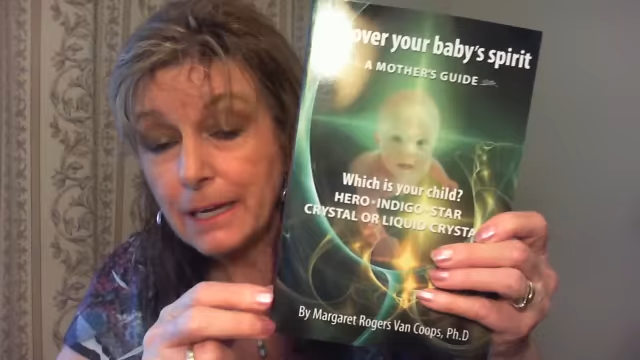 over your baby's spirit
A MOTHER'S GUIDE
Which is your child?
HERO • INDIGO • STAR
CRYSTAL OR LIQUID CRYSTA
By Margaret Rogers Van Coops, Ph.D